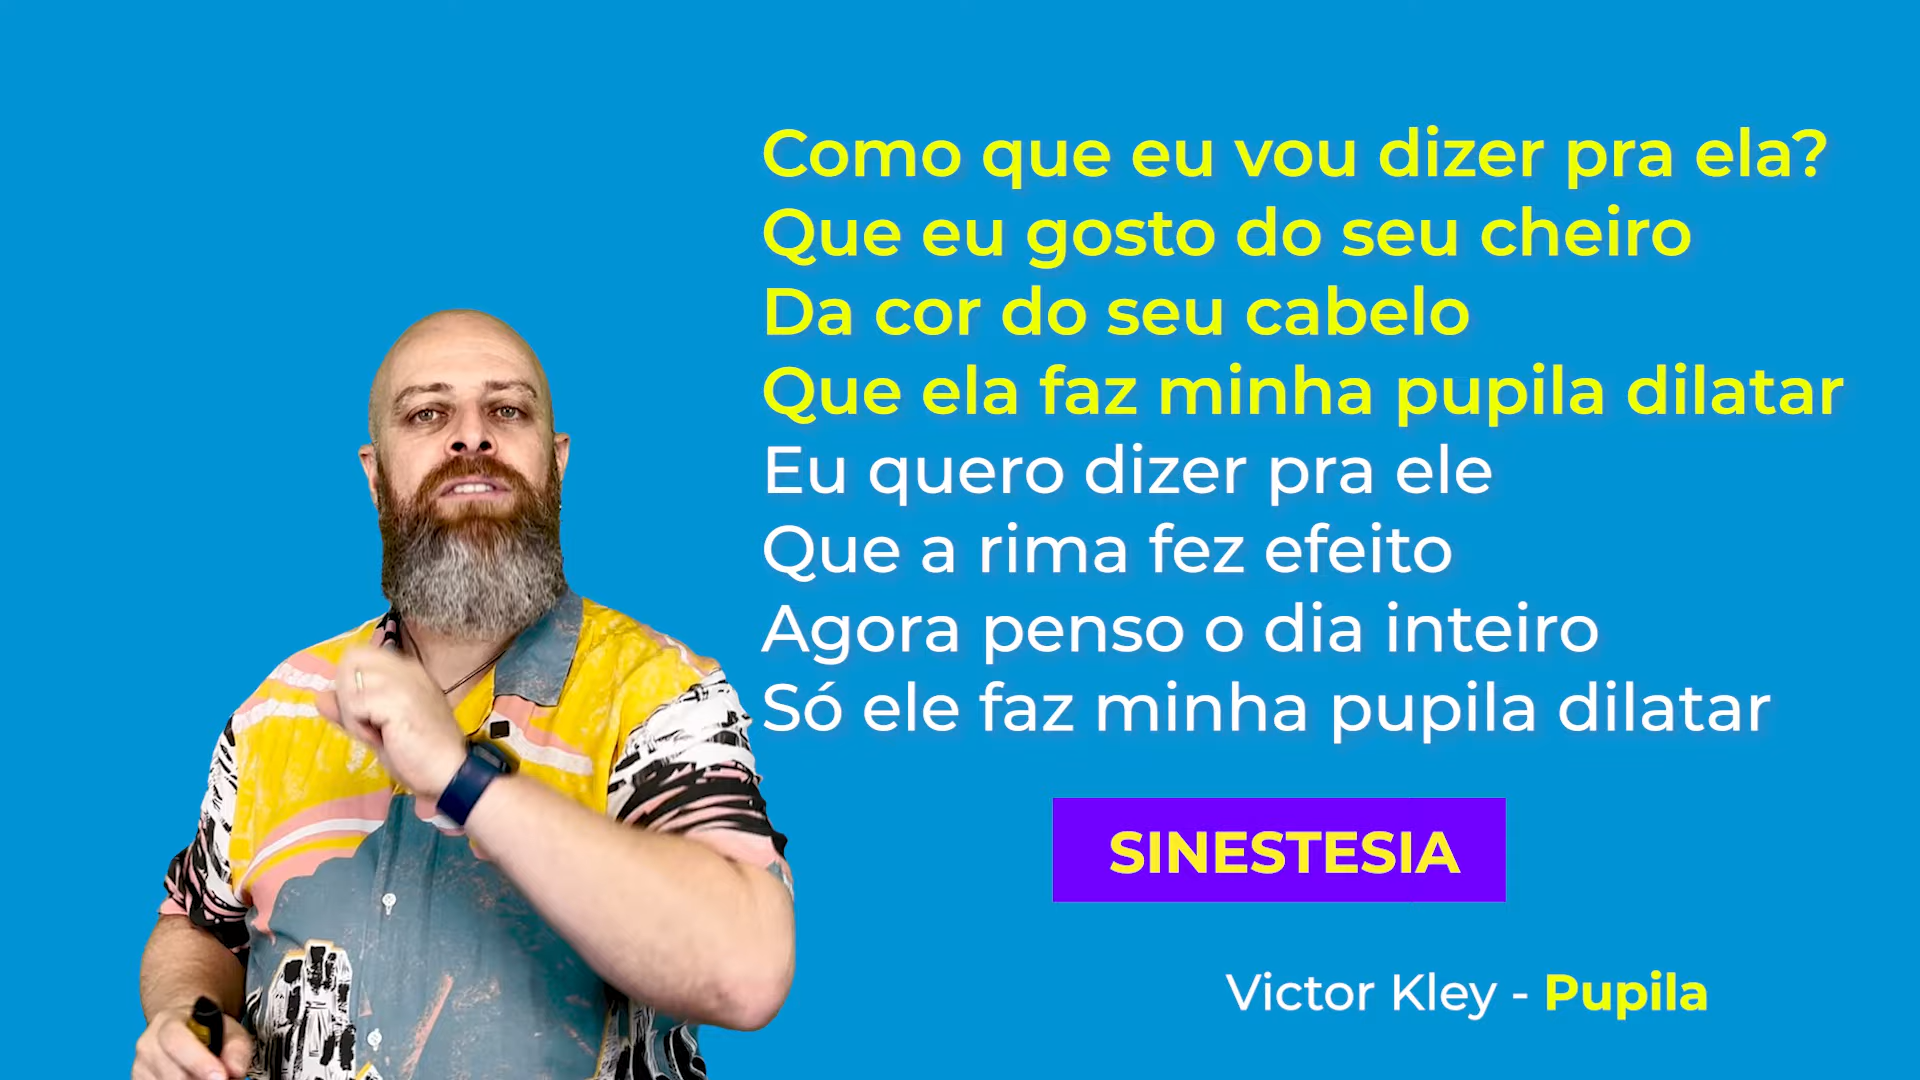 Como que eu vou dizer pra ela?
Que eu gosto do seu cheiro
Da cor do seu cabelo
Que ela faz minha pupila dilatar
Eu quero dizer pra ele
Que a rima fez efeito
Agora penso o dia inteiro
Só ele faz minha pupila dilatar
SINESTESIA
Victor Kley - Pupila